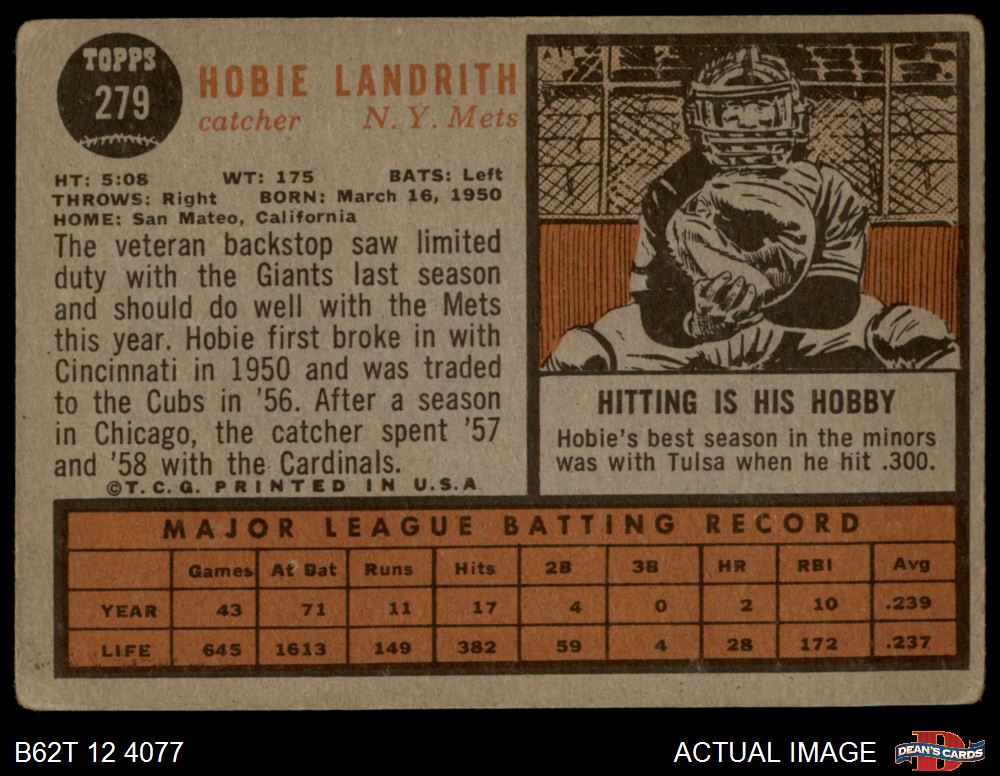 TOPPS
279
HOBIE LANDRITH
catcher N. Y. Mets
HT: 5:08 WT: 175 BATS: Left
THROWS: Right BORN: March 16, 1950
HOME: San Mateo, California
The veteran backstop saw limited
duty with the Giants last season
and should do well with the Mets
this year. Hobie first broke in with
Cincinnati in 1950 and was traded
to the Cubs in '56. After a season
in Chicago, the catcher spent '57
and '58 with the Cardinals.
©T. C. G. PRINTED IN U.S.A
HITTING IS HIS HOBBY
Hobie's best season in the minors
was with Tulsa when he hit .300.
MAJOR LEAGUE BATTING RECORD
Games At Bat Runs Hits 2B 3B HR RBI Avg
YEAR 43 71 11 17 4 0 2 10 .239
LIFE 645 1613 149 382 59 4 28 172 .237
B62T 12 4077
ACTUAL IMAGE
DEAN'S CARDS